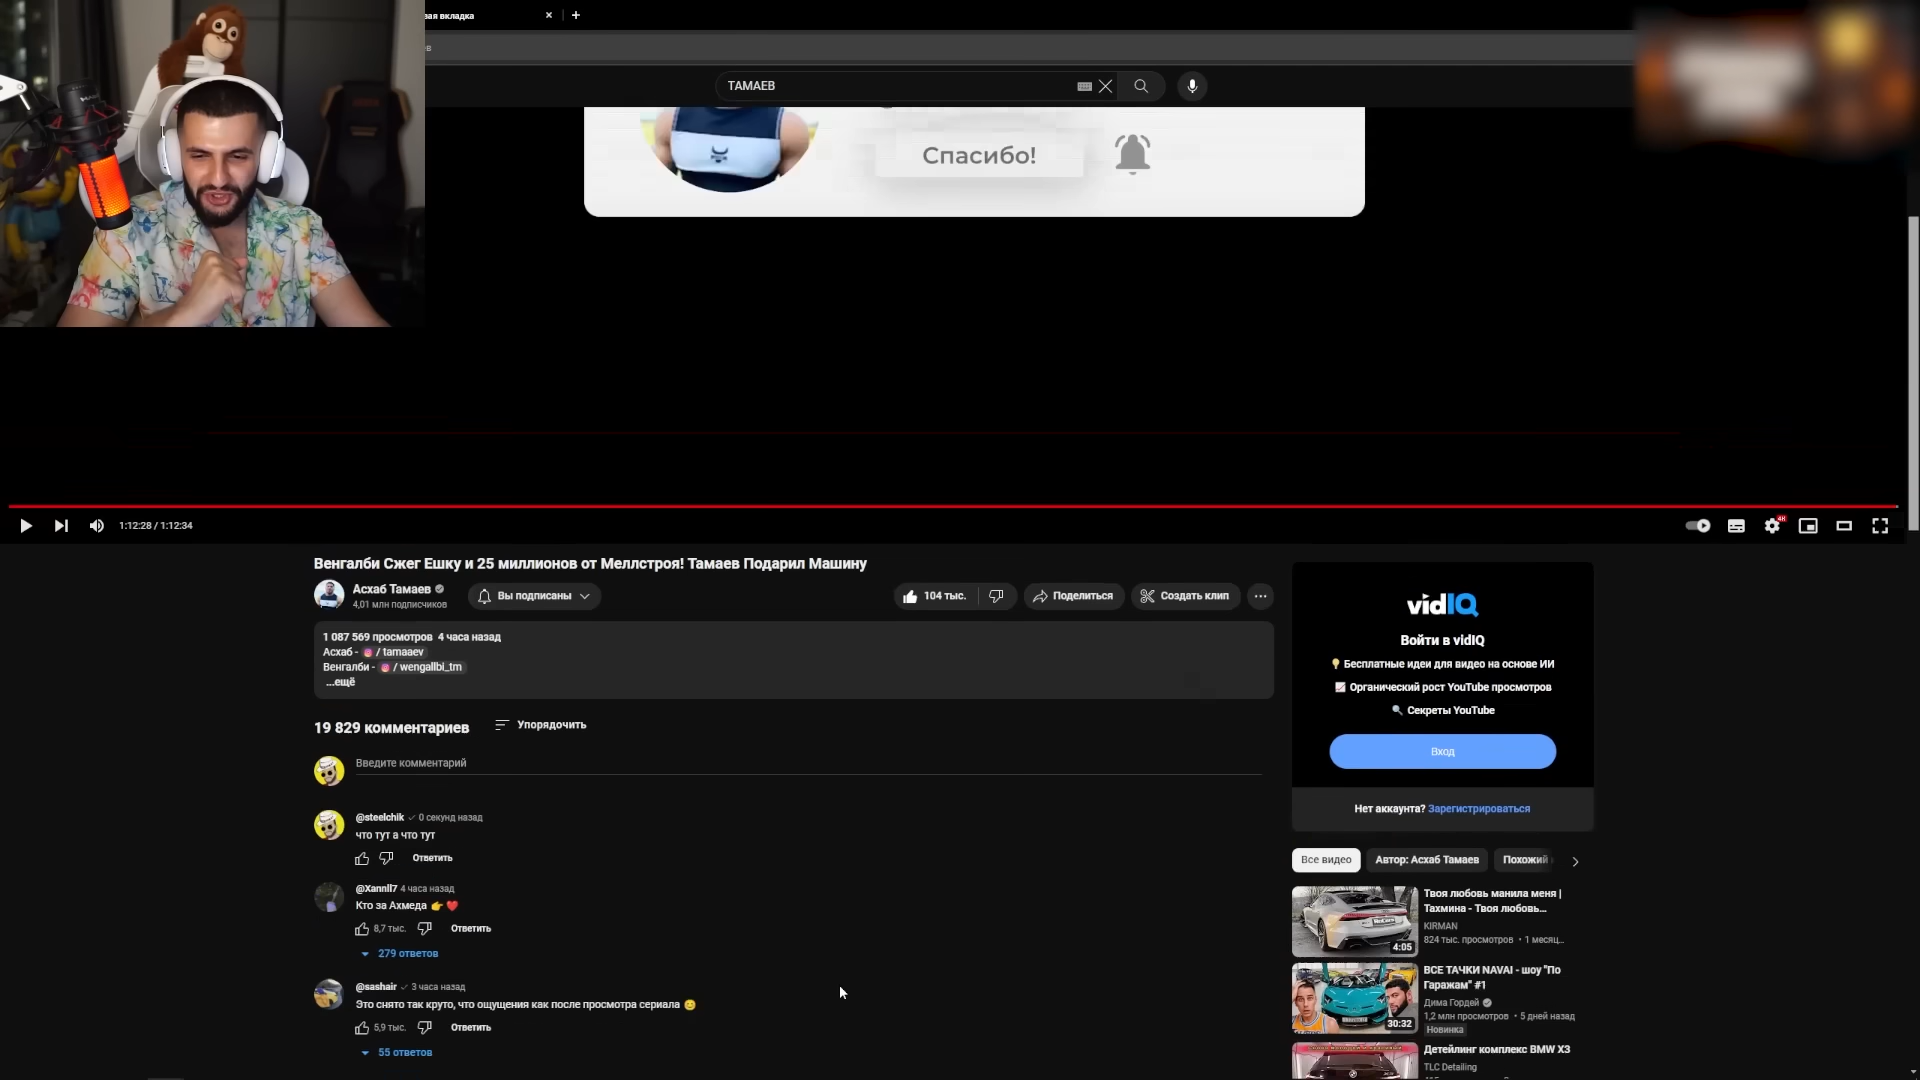 вая вкладка
ТАМАЕВ
Спасибо!
1:12:28 / 1:12:34
Венгалби Сжег Ешку и 25 миллионов от Меллстроя! Тамаев Подарил Машину
Асхаб Тамаев
4,01 млн подписчиков
Вы подписаны
104 тыс.
Поделиться
Создать клип
1 087 569 просмотров 4 часа назад
Асхаб - / tamaaev
Венгалби - / wengallbi_tm
...ещё
19 829 комментариев
Упорядочить
Введите комментарий
@steelchik 0 секунд назад
что тут а что тут
Ответить
@Xannll7 4 часа назад
Кто за Ахмеда 👉 ❤️
8,7 тыс.
Ответить
279 ответов
@sashair 3 часа назад
Это снято так круто, что ощущения как после просмотра сериала 😊
5,9 тыс.
Ответить
55 ответов
vidIQ
Войти в vidIQ
💡 Бесплатные идеи для видео на основе ИИ
📈 Органический рост YouTube просмотров
🔍 Секреты YouTube
Вход
Нет аккаунта? Зарегистрироваться
Все видео
Автор: Асхаб Тамаев
Похожий
Твоя любовь манила меня |
Тахмина - Твоя любовь...
KIRMAN
824 тыс. просмотров • 1 месяц...
4:05
ВСЕ ТАЧКИ NAVAI - шоу "По
Гаражам" #1
Дима Гордей
1,2 млн просмотров • 5 дней назад
Новинка
30:32
Детейлинг комплекс BMW X3
TLC Detailing